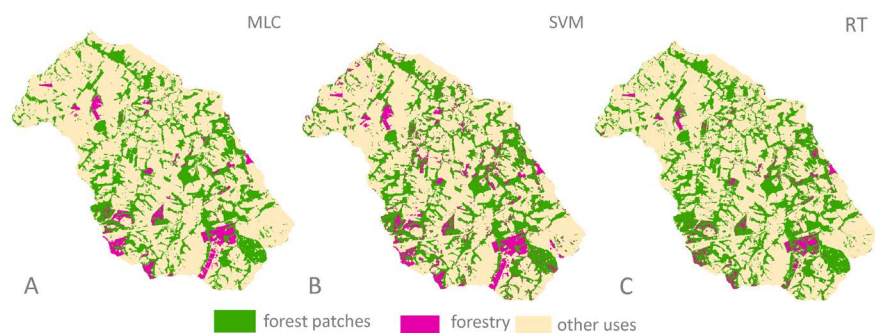 MLC
SVM
RT
A
B
C
forest patches
forestry
other uses